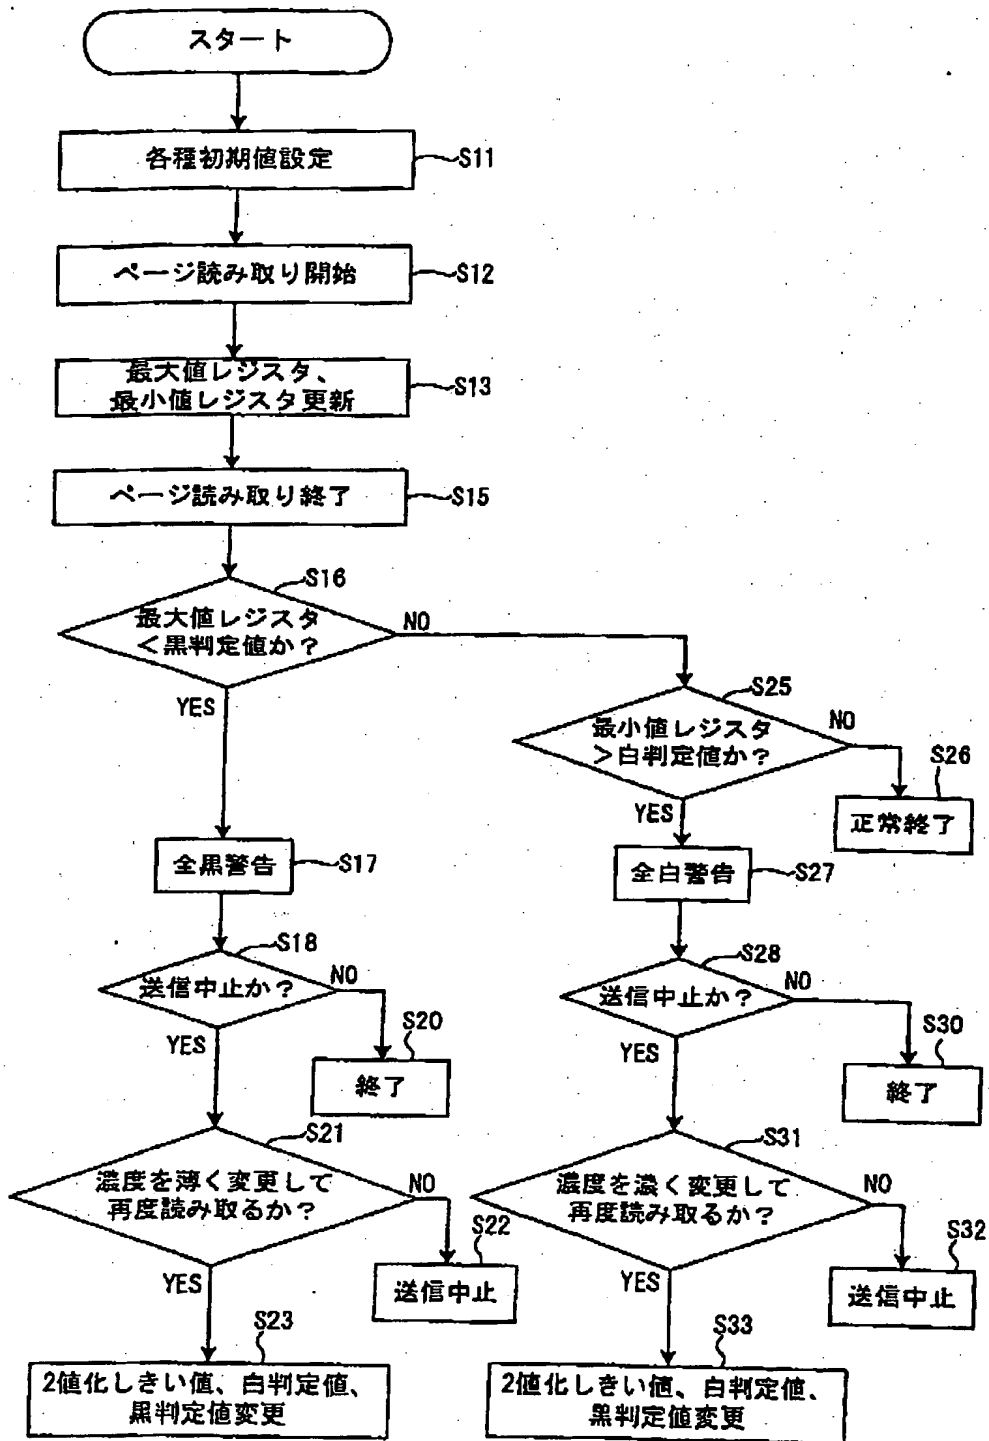 スタート
各種初期値設定
S11
ページ読み取り開始
S12
最大値レジスタ、
最小値レジスタ更新
S13
ページ読み取り終了
S15
S16
最大値レジスタ
<黒判定値か?
NO
YES
S25
最小値レジスタ
>白判定値か?
NO
YES
S26
正常終了
全黒警告
S17
全白警告
S27
S18
送信中止か?
NO
YES
S20
終了
S28
送信中止か?
NO
YES
S30
終了
S21
濃度を薄く変更して
再度読み取るか?
NO
YES
S22
送信中止
S31
濃度を濃く変更して
再度読み取るか?
NO
YES
S32
送信中止
S23
2値化しきい値、白判定値、
黒判定値変更
S33
2値化しきい値、白判定値、
黒判定値変更